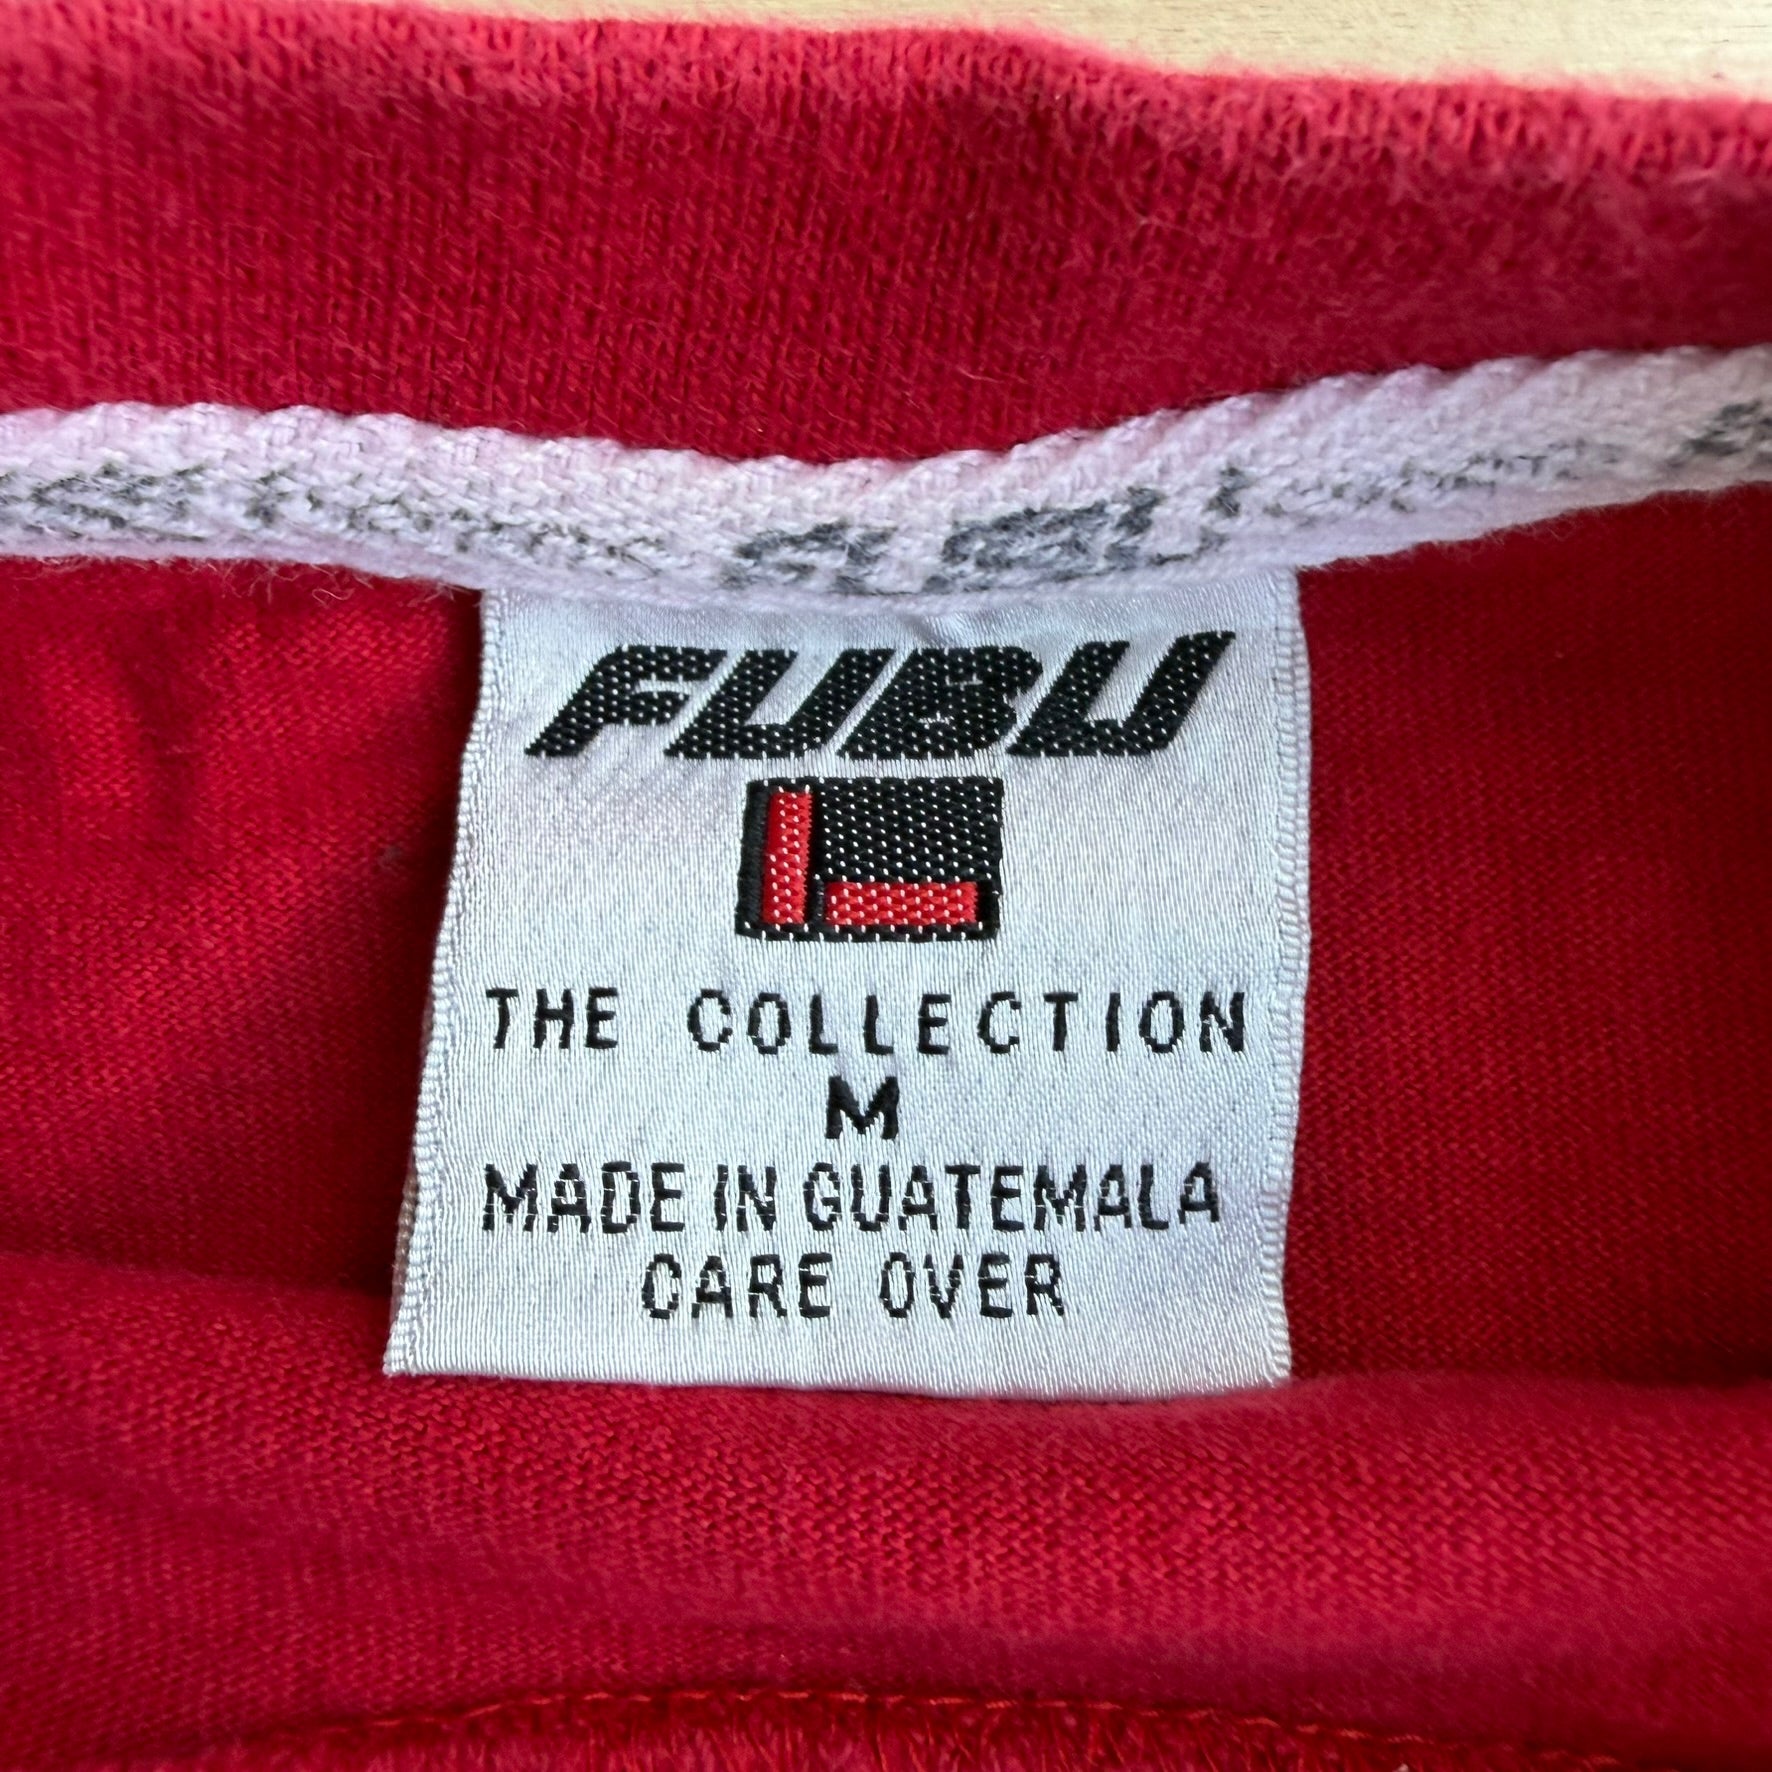 FUBU
THE COLLECTION
M
MADE IN GUATEMALA
CARE OVER